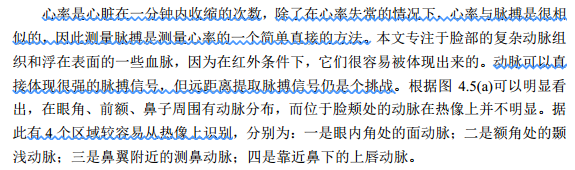 心率是心脏在一分钟内收缩的次数，除了在心率失常的情况下，心率与脉搏是很相
似的，因此测量脉搏是测量心率的一个简单直接的方法。本文专注于脸部的复杂动脉组
织和浮在表面的一些血脉，因为在红外条件下，它们很容易被体现出来的。动脉可以直
接体现很强的脉搏信号，但远距离提取脉搏信号仍是个挑战。根据图 4.5(a)可以明显看
出，在眼角、前额、鼻子周围有动脉分布，而位于脸颊处的动脉在热像上并不明显。据
此有 4 个区域较容易从热像上识别，分别为：一是眼内角处的面动脉；二是额角处的颞
浅动脉；三是鼻翼附近的测鼻动脉；四是靠近鼻下的上唇动脉。